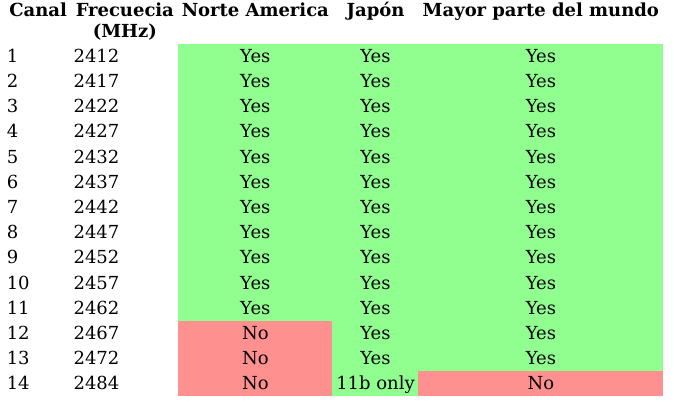 Canal Frecuecia (MHz) Norte America Japón Mayor parte del mundo
1 2412 Yes Yes Yes
2 2417 Yes Yes Yes
3 2422 Yes Yes Yes
4 2427 Yes Yes Yes
5 2432 Yes Yes Yes
6 2437 Yes Yes Yes
7 2442 Yes Yes Yes
8 2447 Yes Yes Yes
9 2452 Yes Yes Yes
10 2457 Yes Yes Yes
11 2462 Yes Yes Yes
12 2467 No Yes Yes
13 2472 No Yes Yes
14 2484 No 11b only No